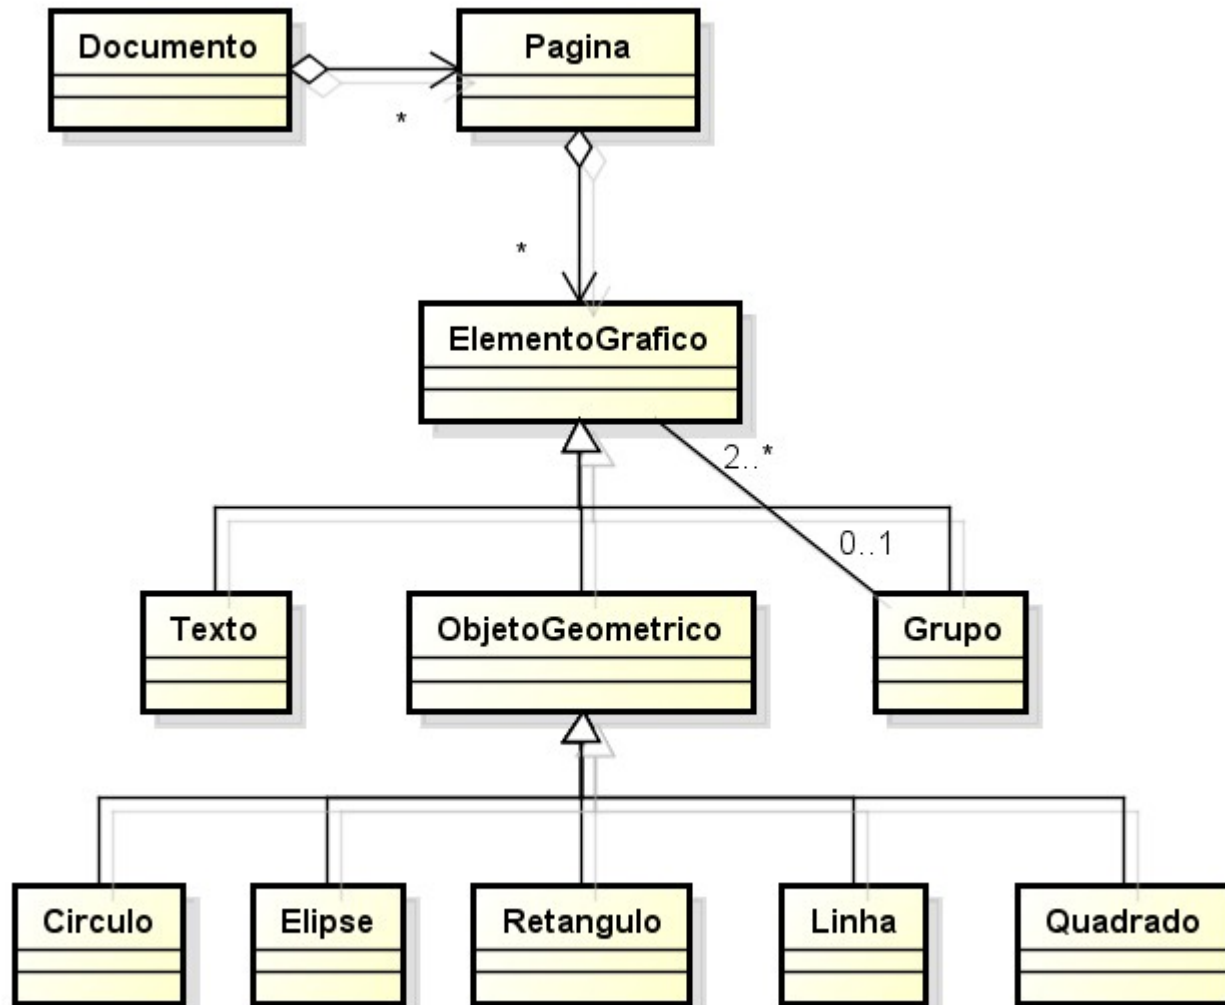 Documento
Pagina
*
*
ElementoGrafico
2..*
0..1
Texto
ObjetoGeometrico
Grupo
Circulo
Elipse
Retangulo
Linha
Quadrado